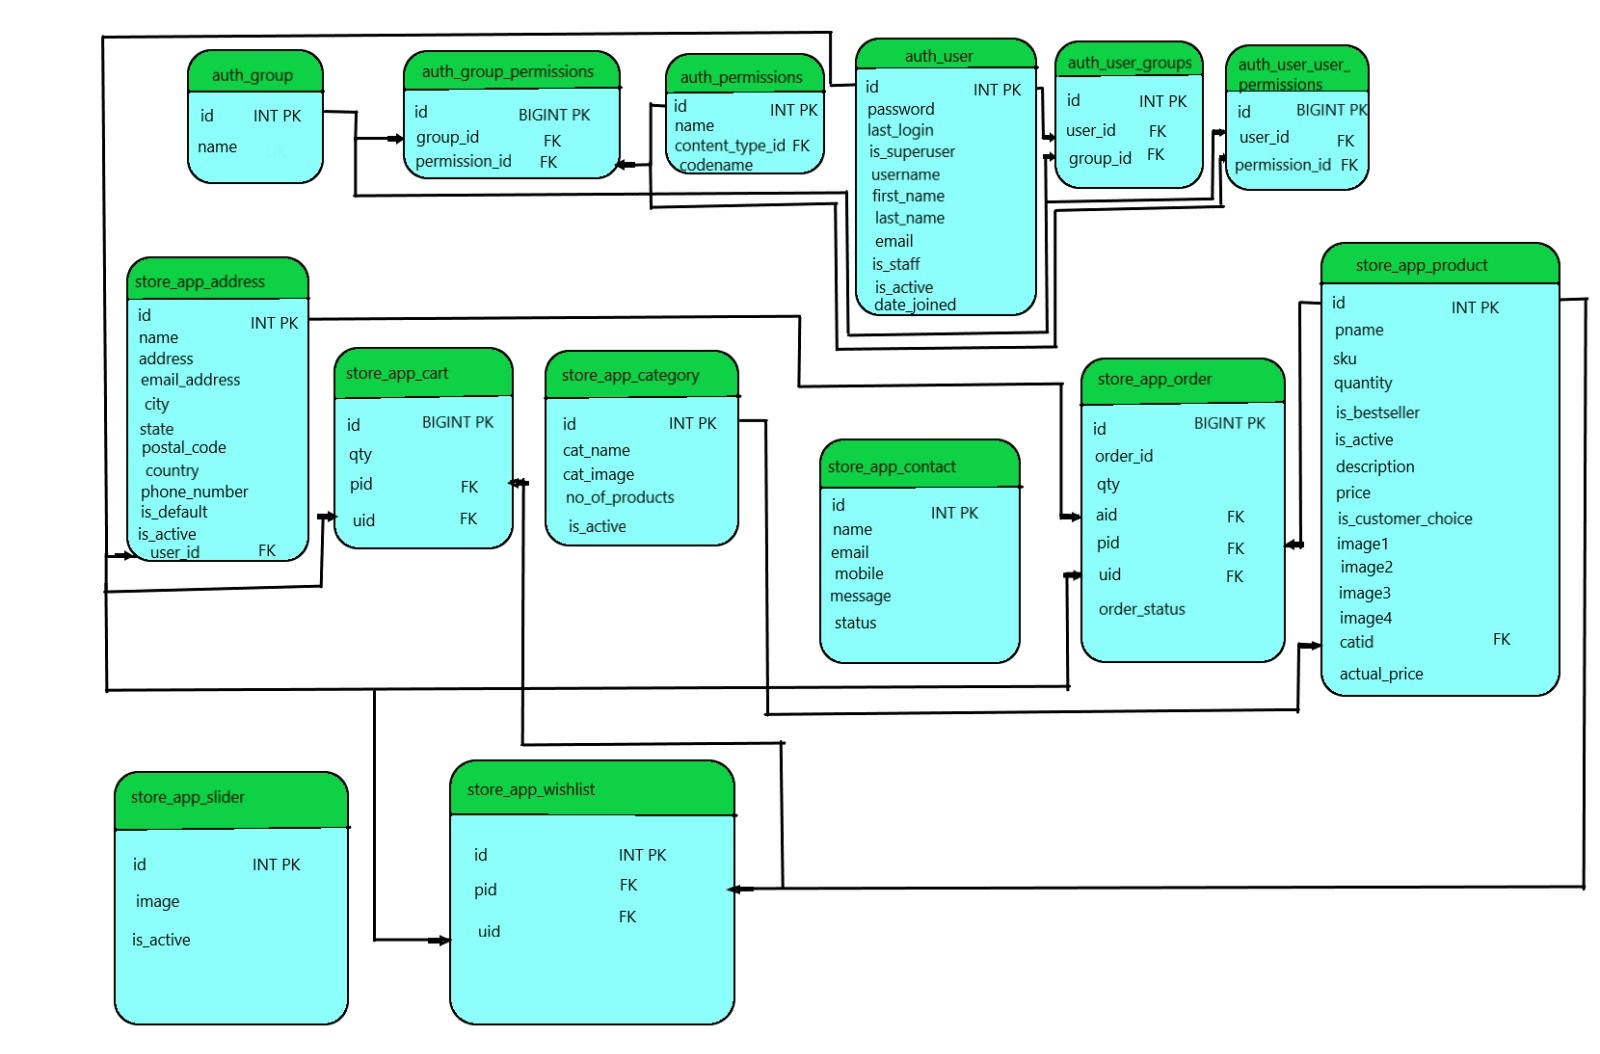 auth_group
id INT PK
name
auth_group_permissions
id BIGINT PK
group_id FK
permission_id FK
auth_permissions
id INT PK
name
content_type_id FK
codename
auth_user
id INT PK
password
last_login
is_superuser
username
first_name
last_name
email
is_staff
is_active
date_joined
auth_user_groups
id INT PK
user_id FK
group_id FK
auth_user_user_
permissions
id BIGINT PK
user_id FK
permission_id FK
store_app_address
id INT PK
name
address
email_address
city
state
postal_code
country
phone_number
is_default
is_active
user_id FK
store_app_cart
id BIGINT PK
qty
pid FK
uid FK
store_app_category
id INT PK
cat_name
cat_image
no_of_products
is_active
store_app_contact
id INT PK
name
email
mobile
message
status
store_app_order
id BIGINT PK
order_id
qty
aid FK
pid FK
uid FK
order_status
store_app_product
id INT PK
pname
sku
quantity
is_bestseller
is_active
description
price
is_customer_choice
image1
image2
image3
image4
catid FK
actual_price
store_app_slider
id INT PK
image
is_active
store_app_wishlist
id INT PK
pid FK
uid FK